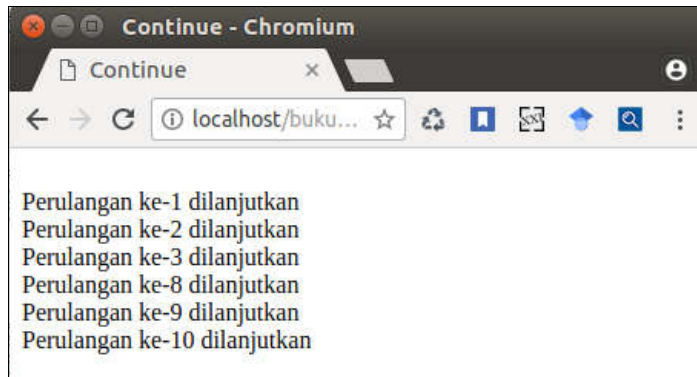 Continue - Chromium
Continue
localhost/buku...
Perulangan ke-1 dilanjutkan
Perulangan ke-2 dilanjutkan
Perulangan ke-3 dilanjutkan
Perulangan ke-8 dilanjutkan
Perulangan ke-9 dilanjutkan
Perulangan ke-10 dilanjutkan